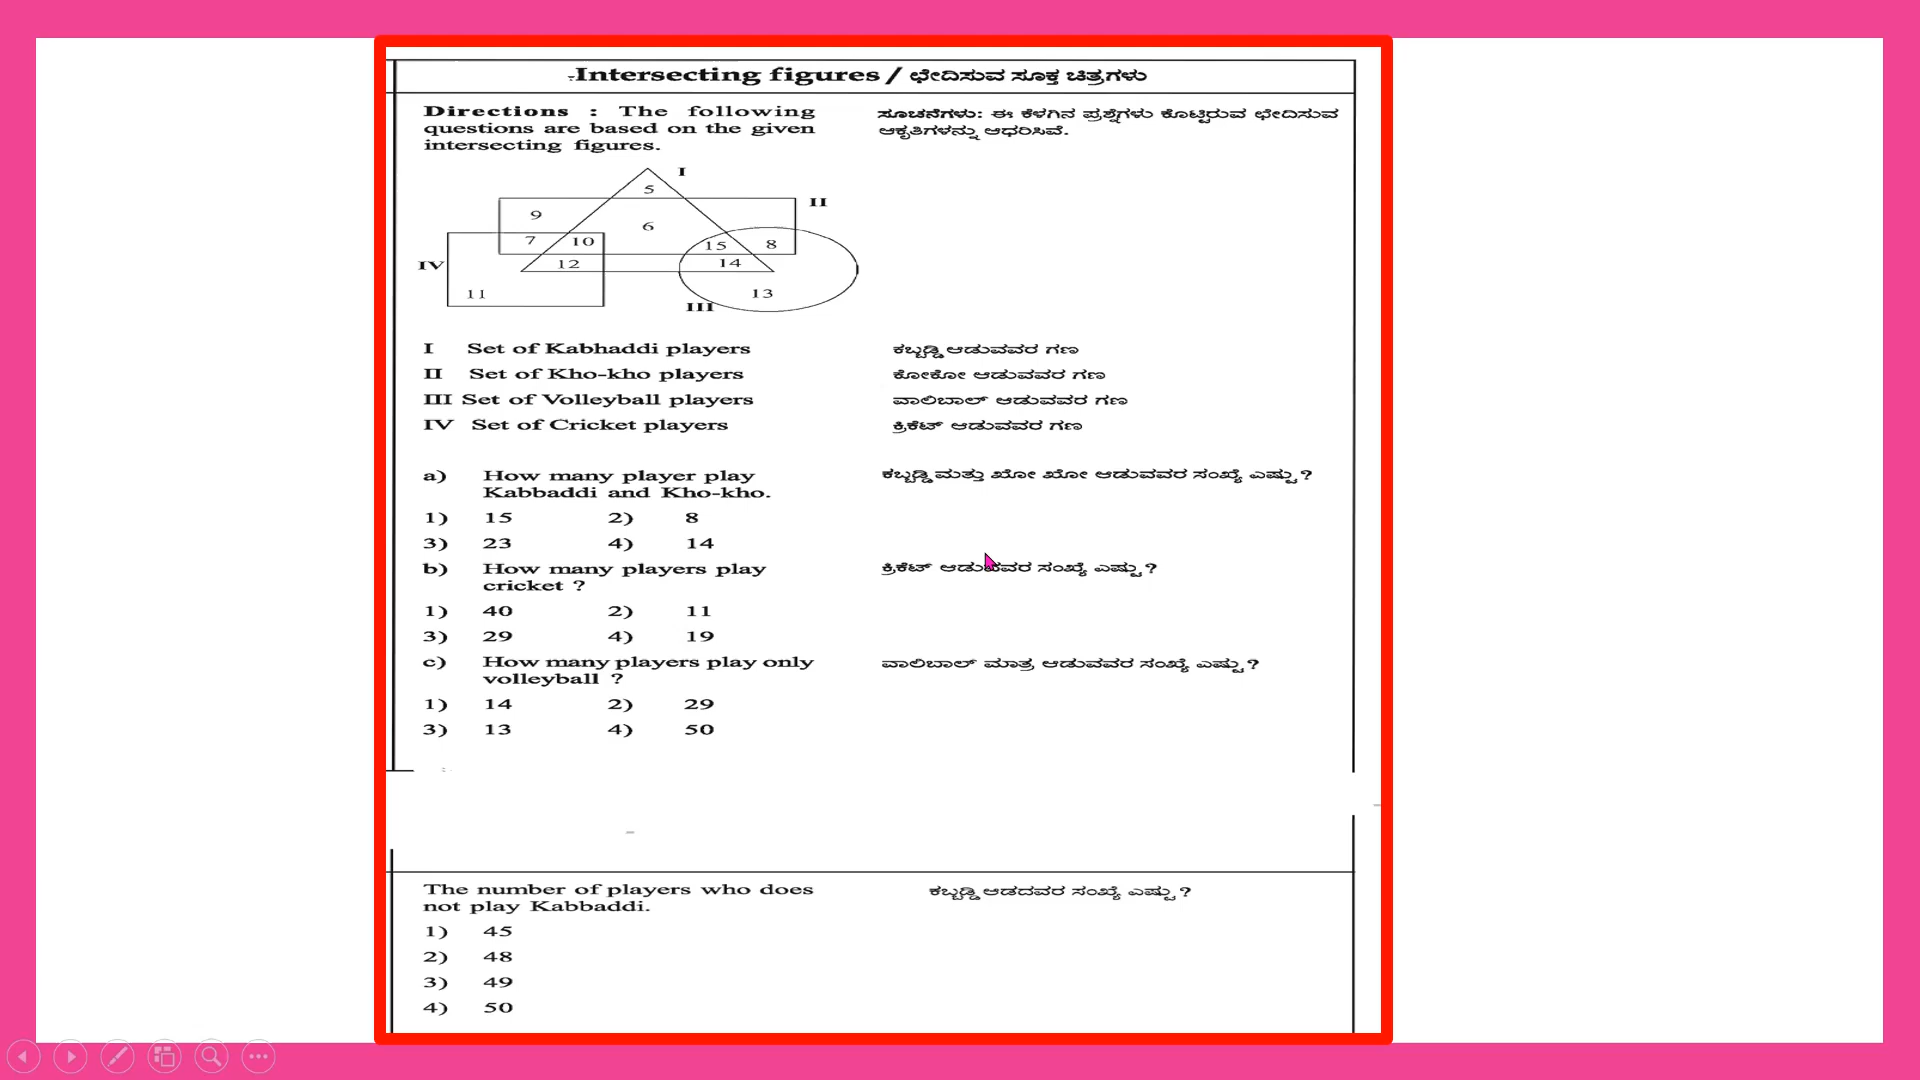 Intersecting figures / ಛೇದಿಸುವ ಸೂಕ್ತ ಚಿತ್ರಗಳು
Directions : The following
questions are based on the given
intersecting figures.
ಸೂಚನೆಗಳು: ಈ ಕೆಳಗಿನ ಪ್ರಶ್ನೆಗಳು ಕೊಟ್ಟಿರುವ ಛೇದಿಸುವ
ಆಕೃತಿಗಳನ್ನು ಆಧರಿಸಿವೆ.
I
5
II
9
6
7 10 15 8
IV 12 14
11 13
III
I Set of Kabhaddi players ಕಬ್ಬಡ್ಡಿ ಆಡುವವರ ಗಣ
II Set of Kho-kho players ಕೋಕೋ ಆಡುವವರ ಗಣ
III Set of Volleyball players ವಾಲಿಬಾಲ್ ಆಡುವವರ ಗಣ
IV Set of Cricket players ಕ್ರಿಕೆಟ್ ಆಡುವವರ ಗಣ
a) How many player play ಕಬ್ಬಡ್ಡಿ ಮತ್ತು ಖೋ ಖೋ ಆಡುವವರ ಸಂಖ್ಯೆ ಎಷ್ಟು ?
Kabbaddi and Kho-kho.
1) 15 2) 8
3) 23 4) 14
b) How many players play ಕ್ರಿಕೆಟ್ ಆಡುವವರ ಸಂಖ್ಯೆ ಎಷ್ಟು ?
cricket ?
1) 40 2) 11
3) 29 4) 19
c) How many players play only ವಾಲಿಬಾಲ್ ಮಾತ್ರ ಆಡುವವರ ಸಂಖ್ಯೆ ಎಷ್ಟು ?
volleyball ?
1) 14 2) 29
3) 13 4) 50
The number of players who does ಕಬ್ಬಡ್ಡಿ ಆಡದವರ ಸಂಖ್ಯೆ ಎಷ್ಟು ?
not play Kabbaddi.
1) 45
2) 48
3) 49
4) 50